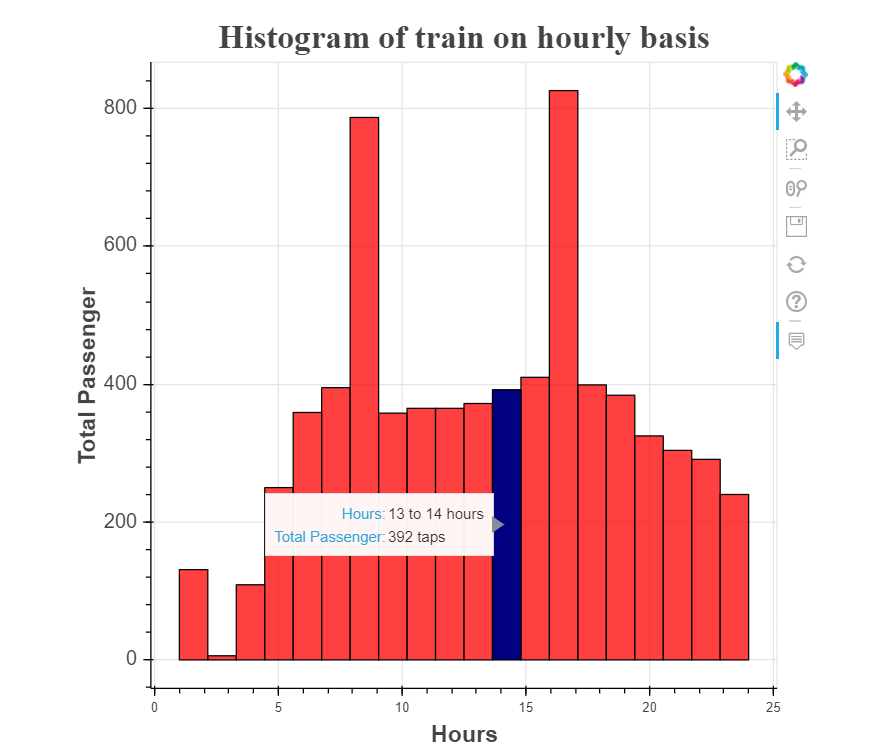 Histogram of train on hourly basis
800
600
400
200
0
Total Passenger
Hours: 13 to 14 hours
Total Passenger: 392 taps
0 5 10 15 20 25
Hours